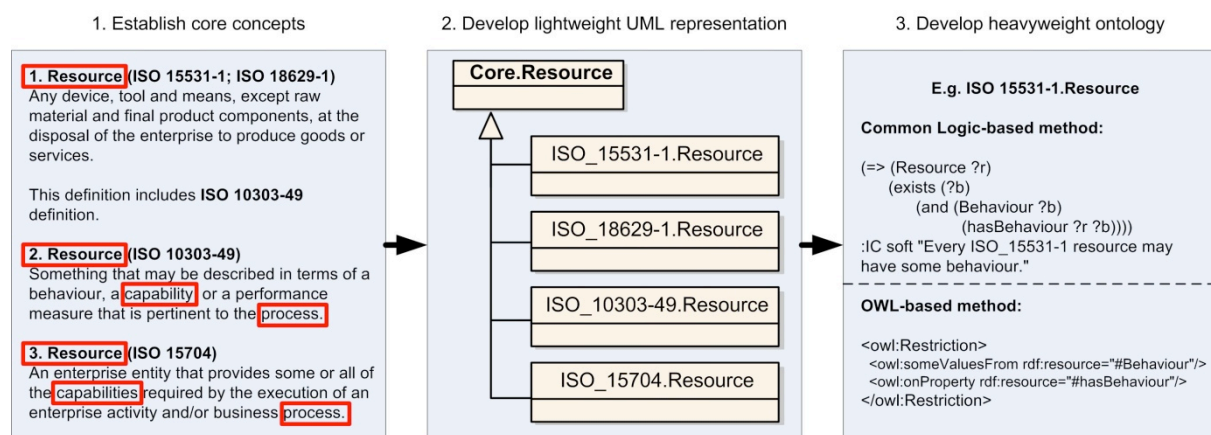 1. Establish core concepts
1. Resource (ISO 15531-1; ISO 18629-1)
Any device, tool and means, except raw
material and final product components, at the
disposal of the enterprise to produce goods or
services.
This definition includes ISO 10303-49
definition.
2. Resource (ISO 10303-49)
Something that may be described in terms of a
behaviour, a capability or a performance
measure that is pertinent to the process.
3. Resource (ISO 15704)
An enterprise entity that provides some or all of
the capabilities required by the execution of an
enterprise activity and/or business process.
2. Develop lightweight UML representation
Core.Resource
ISO_15531-1.Resource
ISO_18629-1.Resource
ISO_10303-49.Resource
ISO_15704.Resource
3. Develop heavyweight ontology
E.g. ISO 15531-1.Resource
Common Logic-based method:
(=> (Resource ?r)
(exists (?b)
(and (Behaviour ?b)
(hasBehaviour ?r ?b))))
:IC soft "Every ISO_15531-1 resource may
have some behaviour."
OWL-based method:
<owl:Restriction>
<owl:someValuesFrom rdf:resource="#Behaviour"/>
<owl:onProperty rdf:resource="#hasBehaviour"/>
</owl:Restriction>